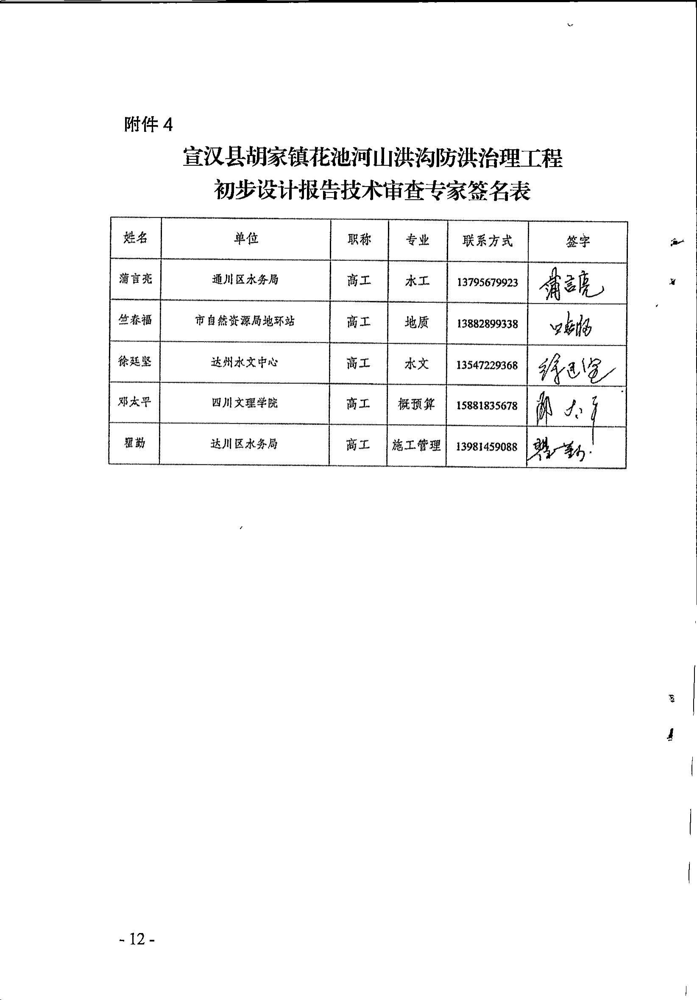 附件 4
宣汉县胡家镇花池河山洪沟防洪治理工程
初步设计报告技术审查专家签名表
姓名 单位 职称 专业 联系方式 签字
蒲言亮 通川区水务局 高工 水工 13795679923 蒲言亮
竺春福 市自然资源局地环站 高工 地质 13882899338
徐廷坚 达州水文中心 高工 水文 13547229368 徐廷坚
邓太平 四川文理学院 高工 概预算 15881835678 邓太平
瞿勤 达川区水务局 高工 施工管理 13981459088 瞿勤
- 12 -